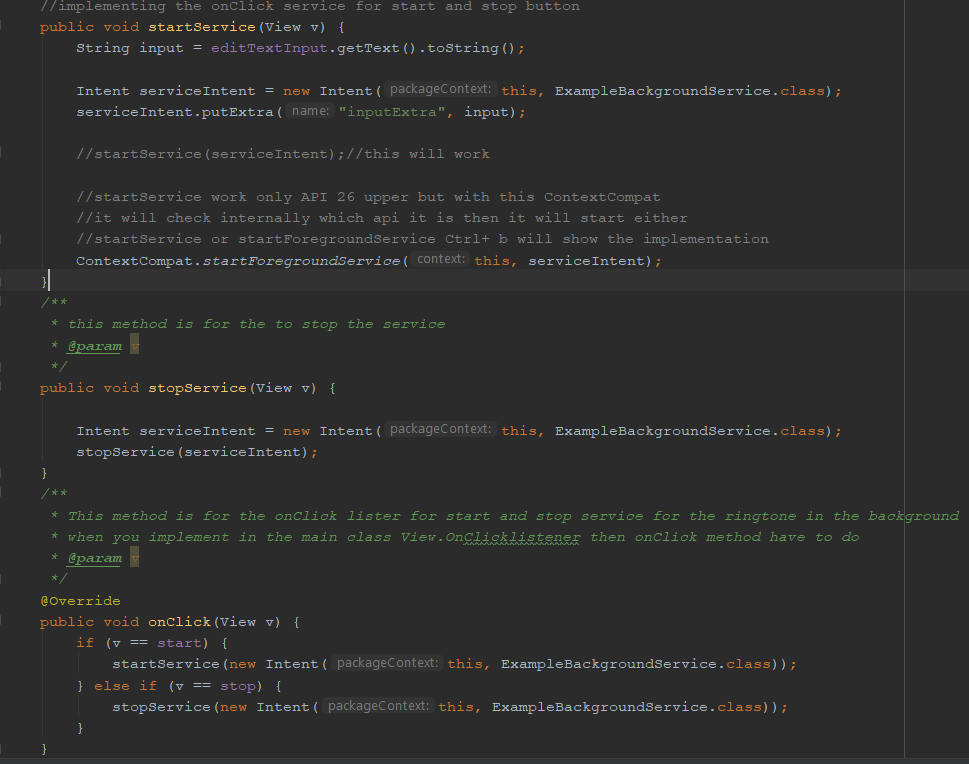 //implementing the onClick service for start and stop button
public void startService(View v) {
String input = editTextInput.getText().toString();
Intent serviceIntent = new Intent( packageContext: this, ExampleBackgroundService.class);
serviceIntent.putExtra( name: "inputExtra", input);
//startService(serviceIntent);//this will work
//startService work only API 26 upper but with this ContextCompat
//it will check internally which api it is then it will start either
//startService or startForegroundService Ctrl+ b will show the implementation
ContextCompat.startForegroundService( context: this, serviceIntent);
}
/**
* this method is for the to stop the service
* @param v
*/
public void stopService(View v) {
Intent serviceIntent = new Intent( packageContext: this, ExampleBackgroundService.class);
stopService(serviceIntent);
}
/**
* This method is for the onClick lister for start and stop service for the ringtone in the background
* when you implement in the main class View.OnClicklistener then onClick method have to do
* @param v
*/
@Override
public void onClick(View v) {
if (v == start) {
startService(new Intent( packageContext: this, ExampleBackgroundService.class));
} else if (v == stop) {
stopService(new Intent( packageContext: this, ExampleBackgroundService.class));
}
}